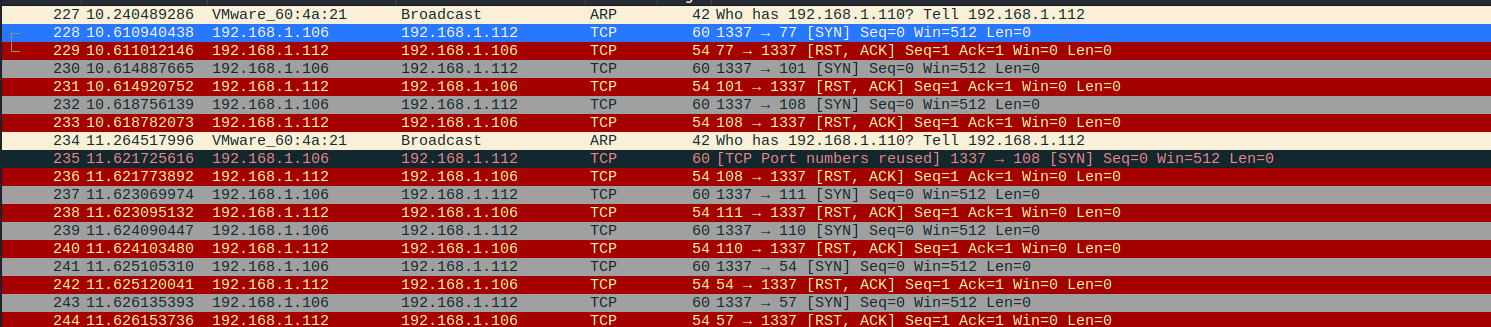 227 10.240489286 VMware_60:4a:21 Broadcast ARP 42 Who has 192.168.1.110? Tell 192.168.1.112
228 10.610940438 192.168.1.106 192.168.1.112 TCP 60 1337 → 77 [SYN] Seq=0 Win=512 Len=0
229 10.611012146 192.168.1.112 192.168.1.106 TCP 54 77 → 1337 [RST, ACK] Seq=1 Ack=1 Win=0 Len=0
230 10.614887665 192.168.1.106 192.168.1.112 TCP 60 1337 → 101 [SYN] Seq=0 Win=512 Len=0
231 10.614920752 192.168.1.112 192.168.1.106 TCP 54 101 → 1337 [RST, ACK] Seq=1 Ack=1 Win=0 Len=0
232 10.618756139 192.168.1.106 192.168.1.112 TCP 60 1337 → 108 [SYN] Seq=0 Win=512 Len=0
233 10.618782073 192.168.1.112 192.168.1.106 TCP 54 108 → 1337 [RST, ACK] Seq=1 Ack=1 Win=0 Len=0
234 11.264517996 VMware_60:4a:21 Broadcast ARP 42 Who has 192.168.1.110? Tell 192.168.1.112
235 11.621725616 192.168.1.106 192.168.1.112 TCP 60 [TCP Port numbers reused] 1337 → 108 [SYN] Seq=0 Win=512 Len=0
236 11.621773892 192.168.1.112 192.168.1.106 TCP 54 108 → 1337 [RST, ACK] Seq=1 Ack=1 Win=0 Len=0
237 11.623069974 192.168.1.106 192.168.1.112 TCP 60 1337 → 111 [SYN] Seq=0 Win=512 Len=0
238 11.623095132 192.168.1.112 192.168.1.106 TCP 54 111 → 1337 [RST, ACK] Seq=1 Ack=1 Win=0 Len=0
239 11.624090447 192.168.1.106 192.168.1.112 TCP 60 1337 → 110 [SYN] Seq=0 Win=512 Len=0
240 11.624103480 192.168.1.112 192.168.1.106 TCP 54 110 → 1337 [RST, ACK] Seq=1 Ack=1 Win=0 Len=0
241 11.625105310 192.168.1.106 192.168.1.112 TCP 60 1337 → 54 [SYN] Seq=0 Win=512 Len=0
242 11.625120041 192.168.1.112 192.168.1.106 TCP 54 54 → 1337 [RST, ACK] Seq=1 Ack=1 Win=0 Len=0
243 11.626135393 192.168.1.106 192.168.1.112 TCP 60 1337 → 57 [SYN] Seq=0 Win=512 Len=0
244 11.626153736 192.168.1.112 192.168.1.106 TCP 54 57 → 1337 [RST, ACK] Seq=1 Ack=1 Win=0 Len=0